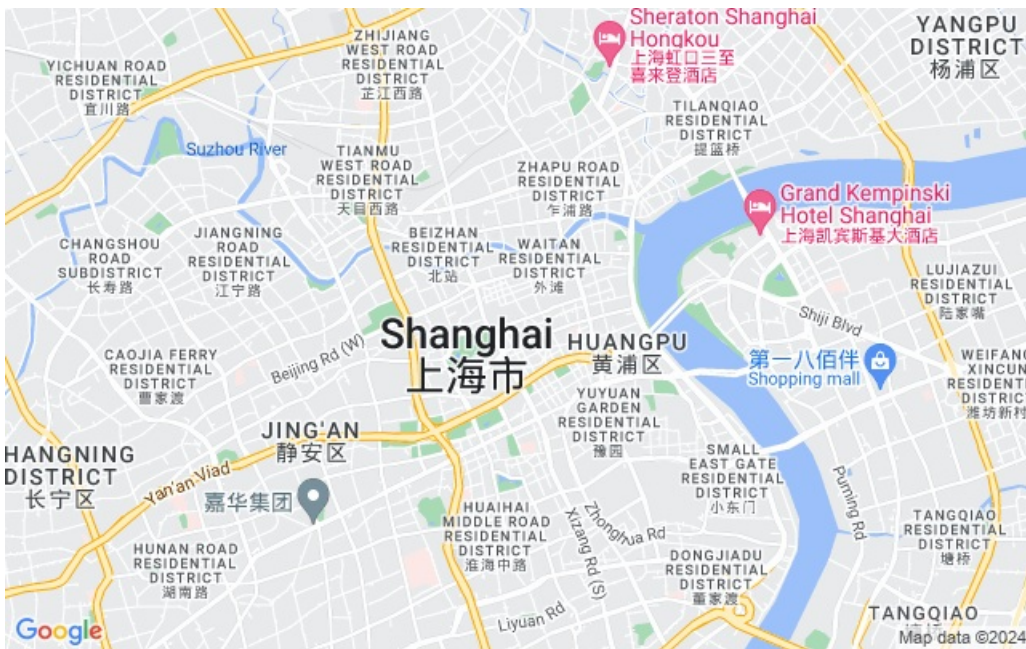 Sheraton Shanghai
Hongkou
上海虹口三至
喜来登酒店
YANGPU
DISTRICT
杨浦区
ZHIJIANG
WEST ROAD
RESIDENTIAL
DISTRICT
芷江西路
YICHUAN ROAD
RESIDENTIAL
DISTRICT
宜川路
TILANQIAO
RESIDENTIAL
DISTRICT
提篮桥
Suzhou River
TIANMU
WEST ROAD
RESIDENTIAL
DISTRICT
天目西路
ZHAPU ROAD
RESIDENTIAL
DISTRICT
乍浦路
Grand Kempinski
Hotel Shanghai
上海凯宾斯基大酒店
CHANGSHOU
ROAD
SUBDISTRICT
长寿路
JIANGNING
ROAD
RESIDENTIAL
DISTRICT
江宁路
BEIZHAN
RESIDENTIAL
DISTRICT
北站
WAITAN
RESIDENTIAL
DISTRICT
外滩
LUJIAZUI
RESIDENTIAL
DISTRICT
陆家嘴
Shiji Blvd
Shanghai
上海市
HUANGPU
黄浦区
CAOJIA FERRY
RESIDENTIAL
DISTRICT
曹家渡
Beijing Rd (W)
第一八佰伴
Shopping mall
WEIFANG
XINCUN
RESIDENTI
DISTRICT
潍坊新村
YUYUAN
GARDEN
RESIDENTIAL
DISTRICT
豫园
JING'AN
静安区
HANGNING
DISTRICT
长宁区
Yan'an Viad
嘉华集团
SMALL
EAST GATE
RESIDENTIAL
DISTRICT
小东门
Puming Rd
HUAIHAI
MIDDLE ROAD
RESIDENTIAL
DISTRICT
淮海中路
Xizang Rd (S)
Zhonghua Rd
TANGQIAO
RESIDENTIAL
DISTRICT
塘桥
HUNAN ROAD
RESIDENTIAL
DISTRICT
湖南路
DONGJIADU
RESIDENTIAL
DISTRICT
董家渡
Liyuan Rd
TANGQIAO
Google
Map data ©2024